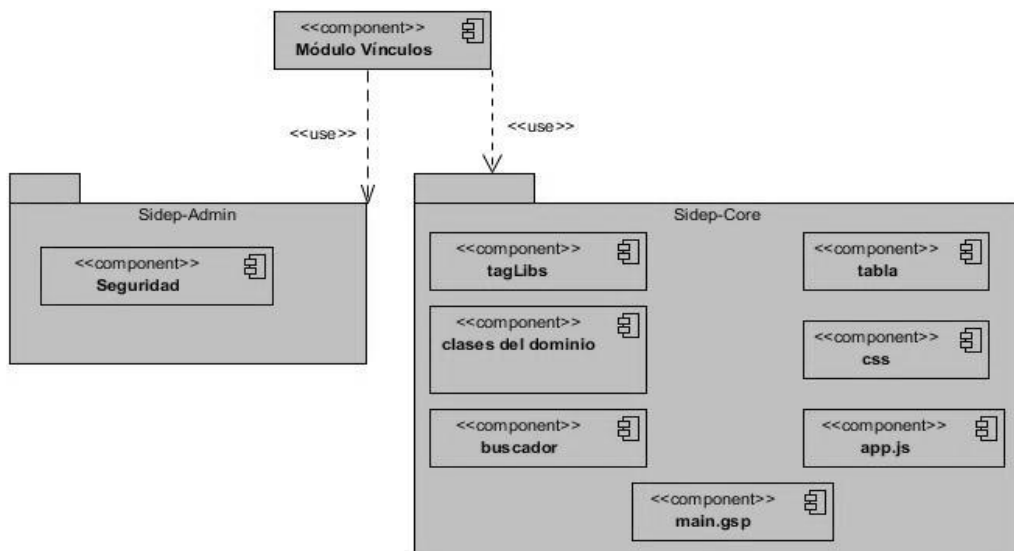 <<component>>
Módulo Vínculos
<<use>>
<<use>>
Sidep-Admin
<<component>>
Seguridad
Sidep-Core
<<component>>
tagLibs
<<component>>
tabla
<<component>>
clases del dominio
<<component>>
css
<<component>>
buscador
<<component>>
app.js
<<component>>
main.gsp